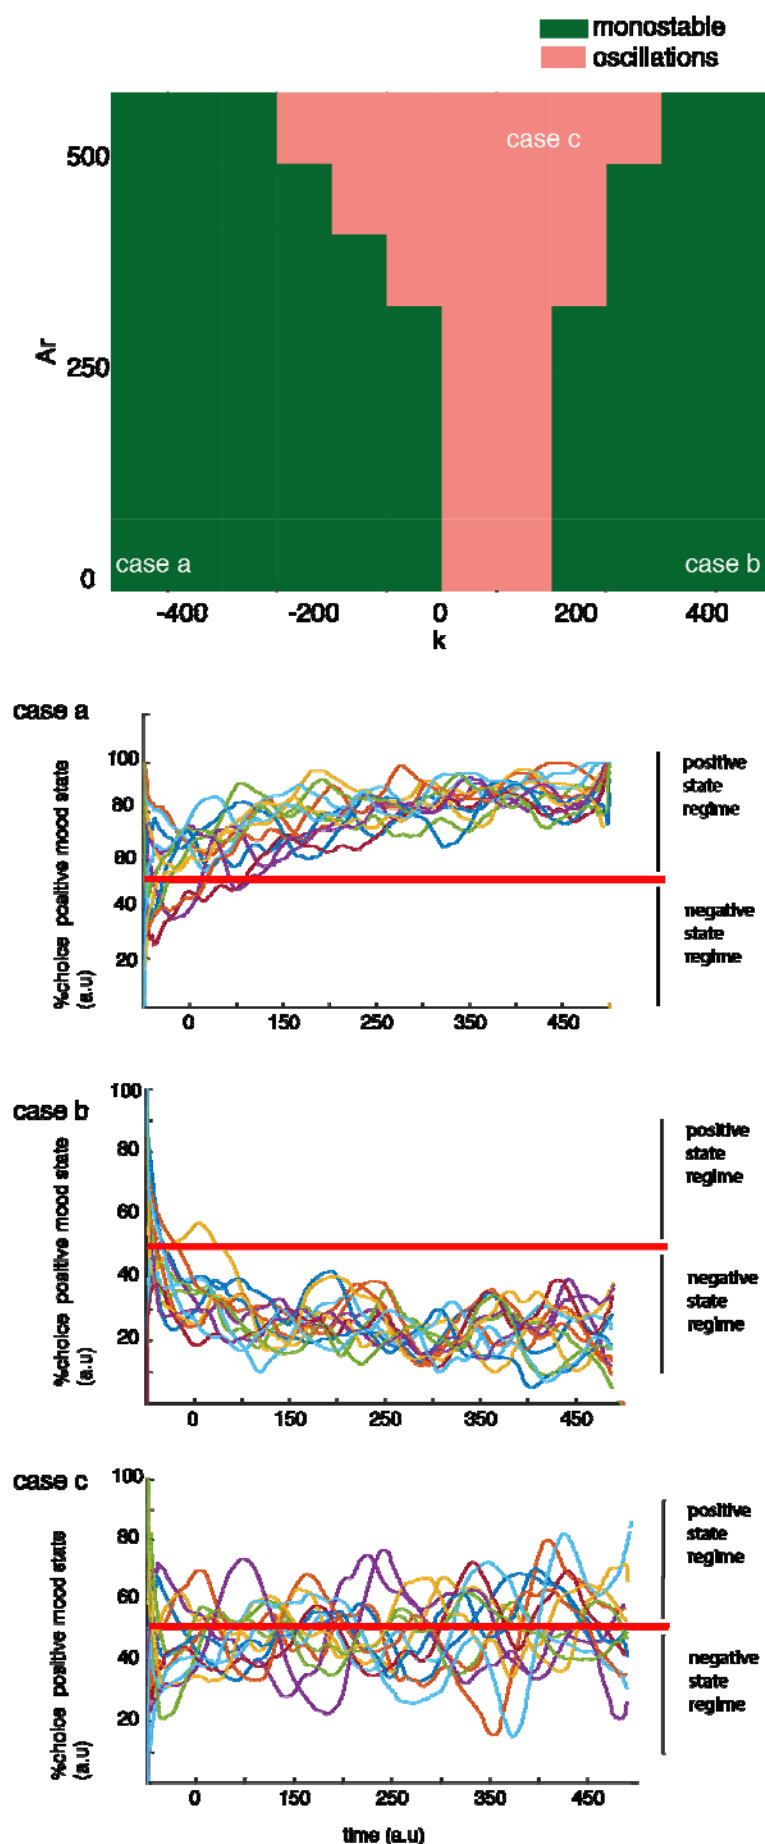 monostable
oscillations
case c
500
Ar
250
case a
case b
0
-400 -200 0 200 400
k
case a
%choice positive mood state
(a.u)
100
80
60
40
20
0 150 250 350 450
positive
state
regime
negative
state
regime
case b
%choice positive mood state
(a.u)
100
80
60
40
20
0 150 250 350 450
positive
state
regime
negative
state
regime
case c
%choice positive mood state
(a.u)
100
80
60
40
20
0 150 250 350 450
time (a.u)
positive
state
regime
negative
state
regime